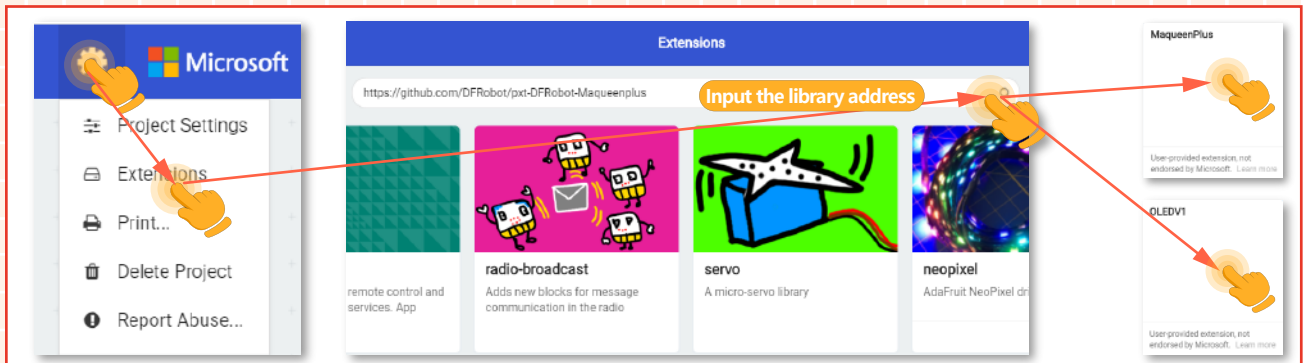 Microsoft
Project Settings
Extensions
Print...
Delete Project
Report Abuse...
Extensions
https://github.com/DFRobot/pxt-DFRobot-Maqueenplus
Input the library address
remote control and
services. App
radio-broadcast
Adds new blocks for message
communication in the radio
servo
A micro-servo library
neopixel
AdaFruit NeoPixel
MaqueenPlus
User-provided extension, not
endorsed by Microsoft. Learn more
OLEDV1
User-provided extension, not
endorsed by Microsoft. Learn more